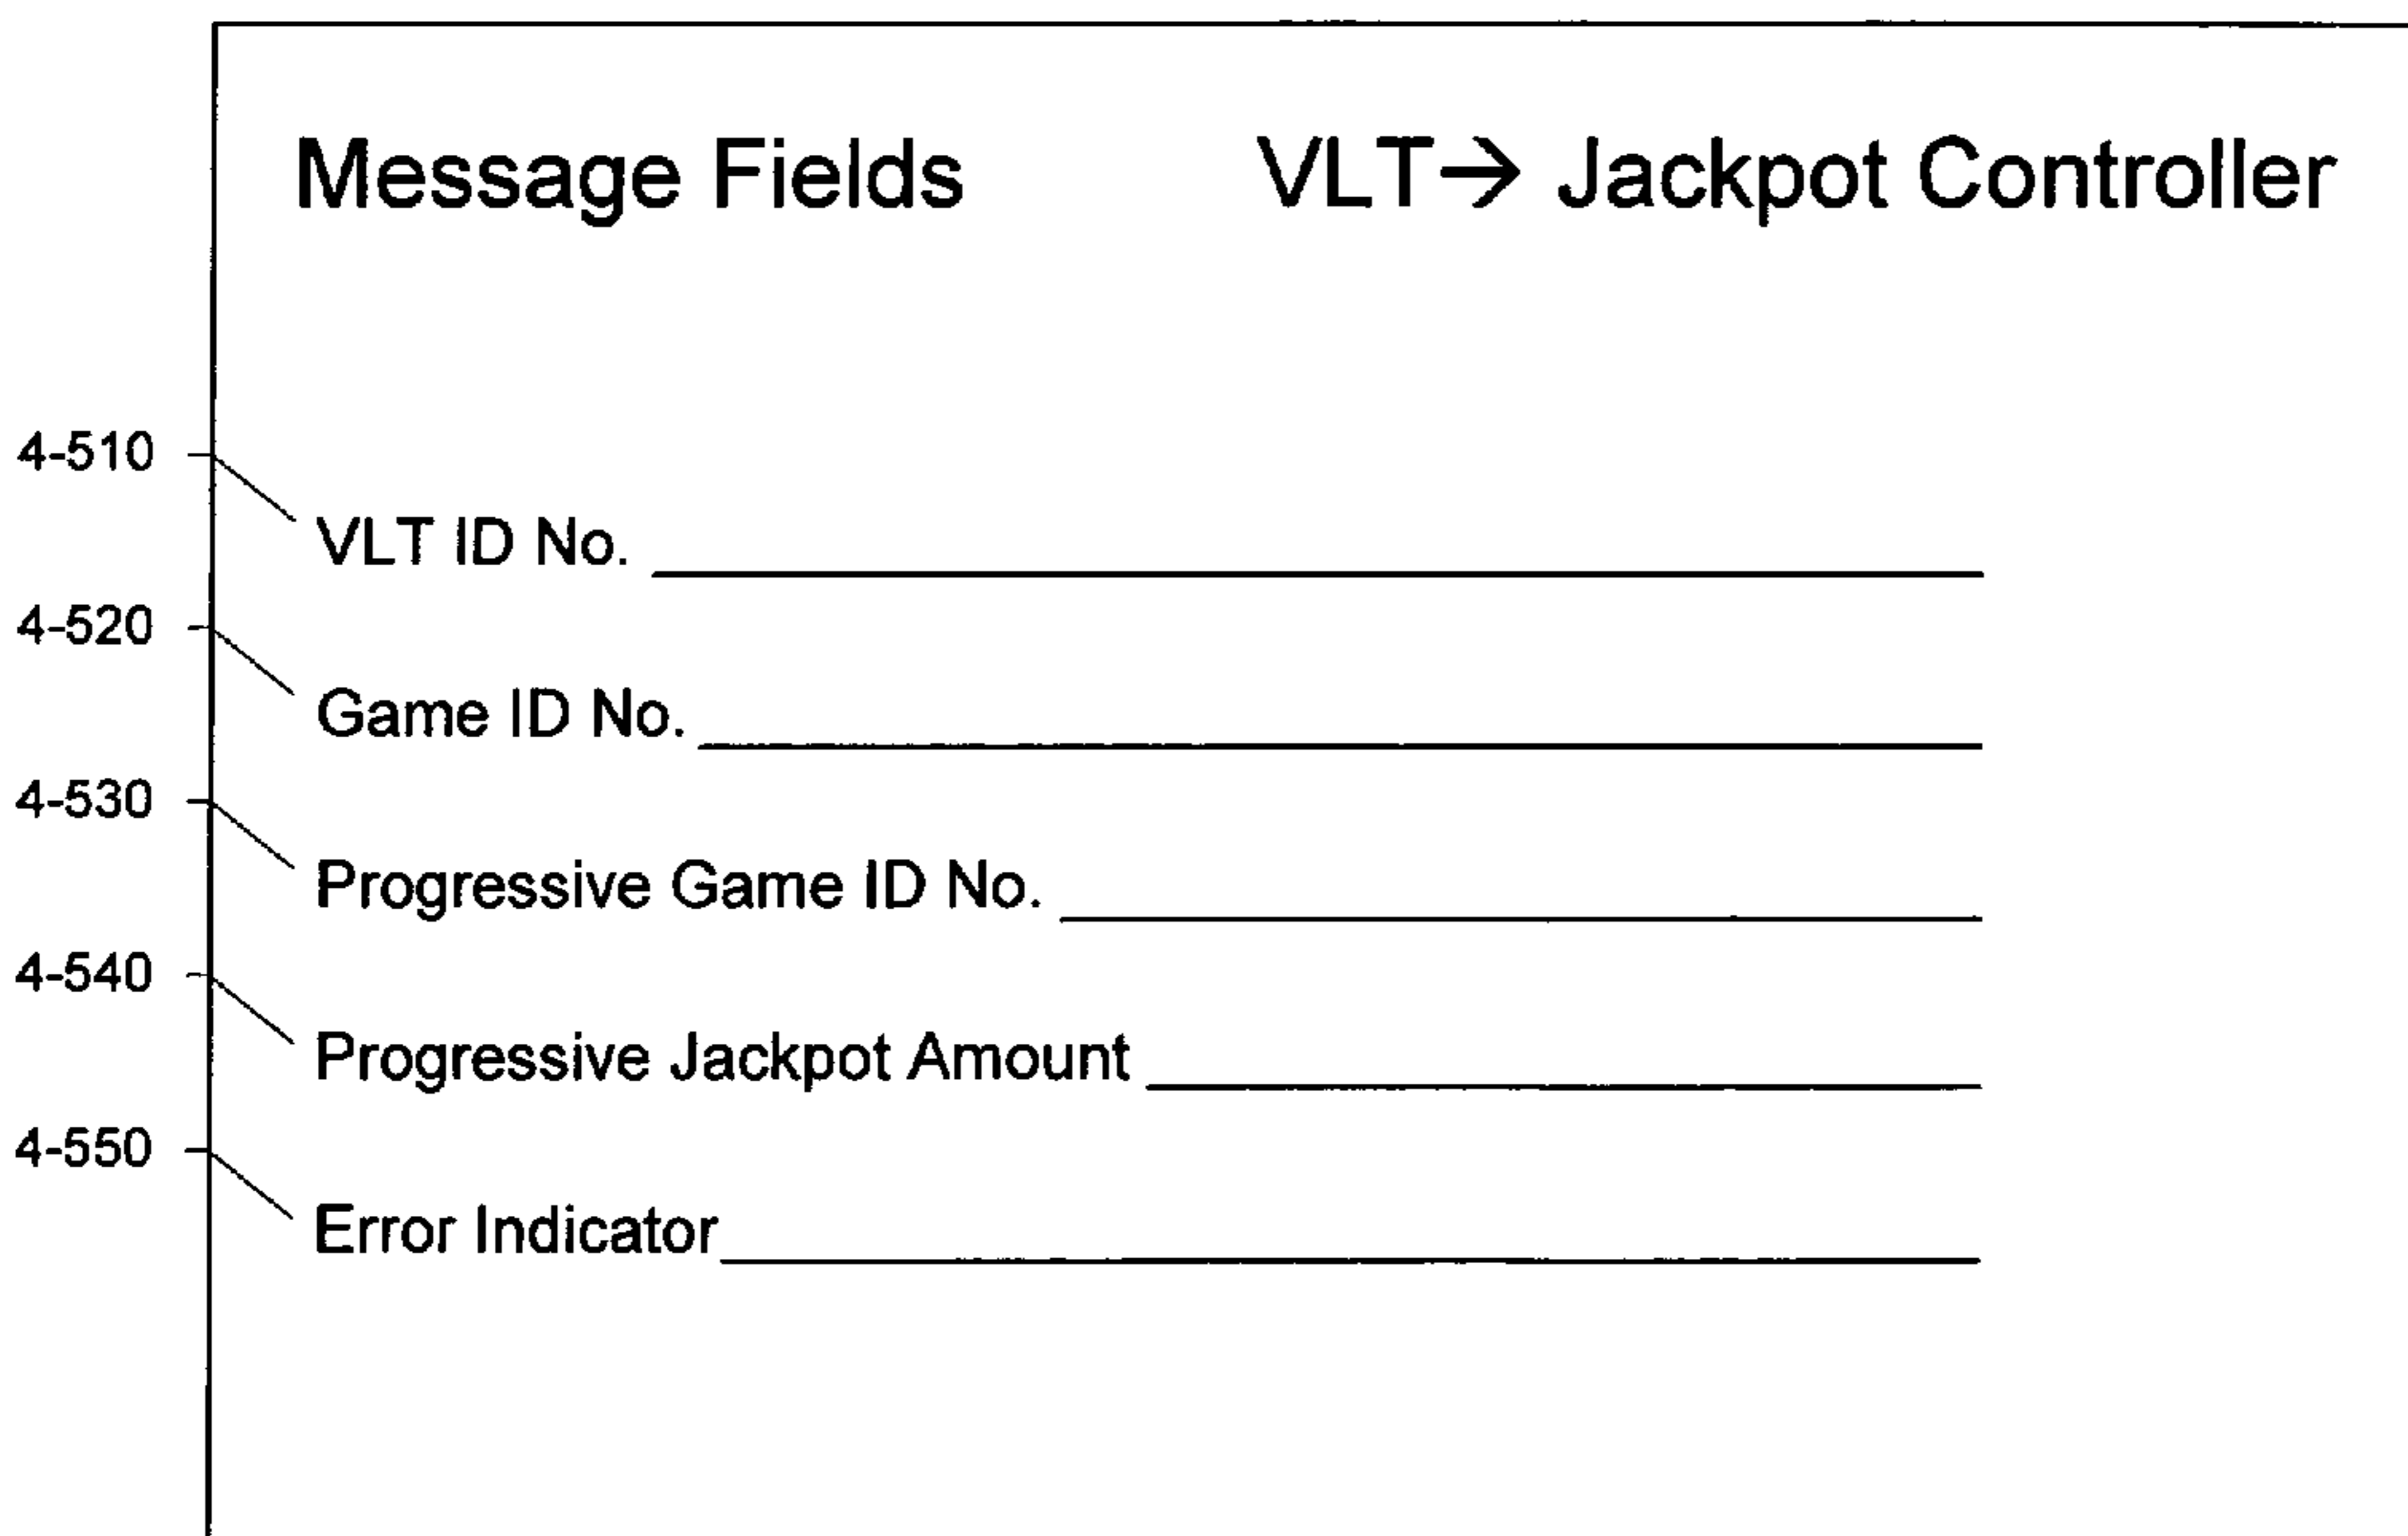 Message Fields VLT→ Jackpot Controller
4-510
VLT ID No.
4-520
Game ID No.
4-530
Progressive Game ID No.
4-540
Progressive Jackpot Amount
4-550
Error Indicator